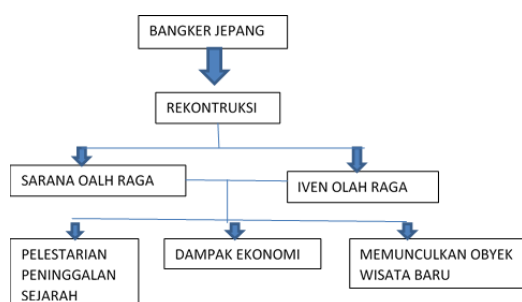 BANGKER JEPANG
REKONTRUKSI
SARANA OALH RAGA
IVEN OLAH RAGA
PELESTARIAN
PENINGGALAN
SEJARAH
DAMPAK EKONOMI
MEMUNCULKAN OBYEK
WISATA BARU